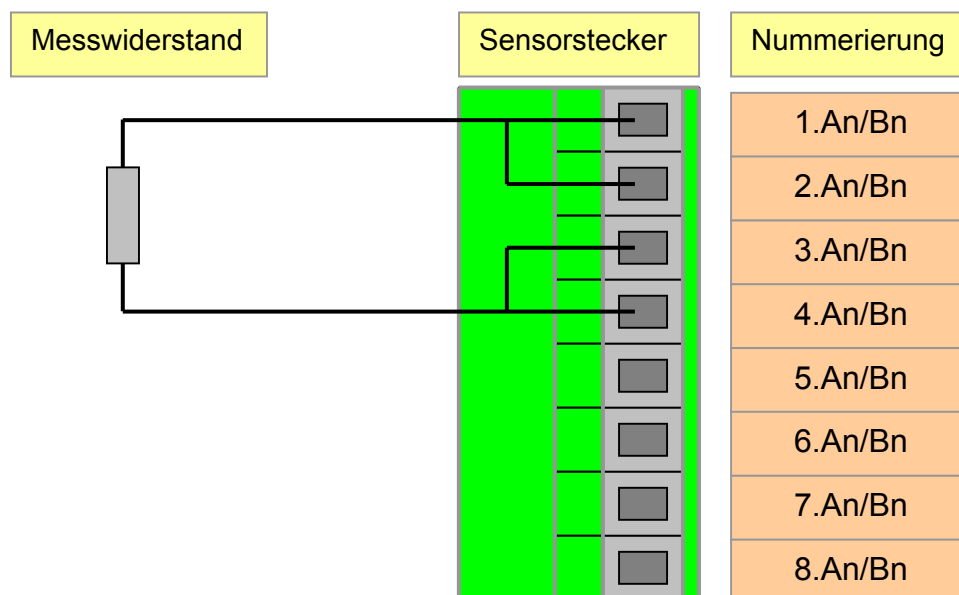 Messwiderstand
Sensorstecker
Nummerierung
1.An/Bn
2.An/Bn
3.An/Bn
4.An/Bn
5.An/Bn
6.An/Bn
7.An/Bn
8.An/Bn